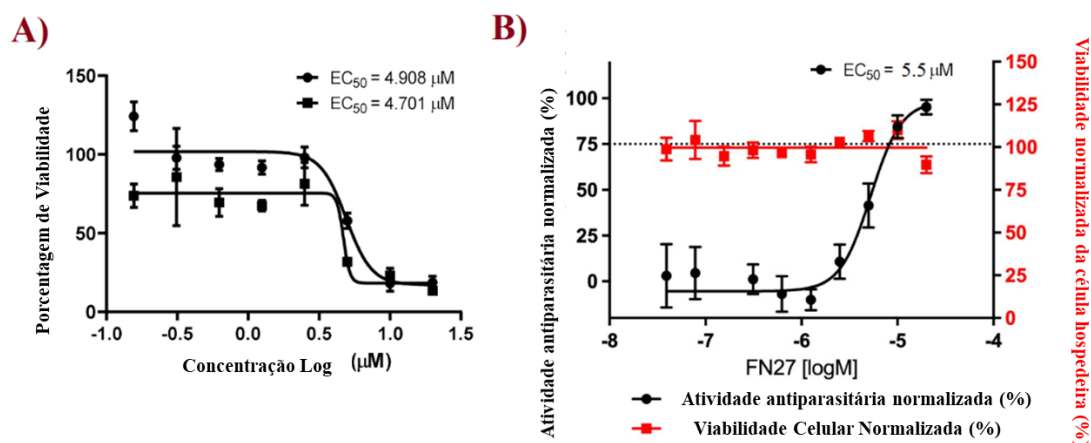 A)
Porcentagem de Viabilidade
150
100
50
0
EC50 = 4.908 μM
EC50 = 4.701 μM
-1.0
-0.5
0.0
0.5
1.0
1.5
Concentração Log (μM)
B)
Atividade antiparasitária normalizada (%)
100
75
50
25
0
EC50 = 5.5 μM
150
125
100
75
50
25
0
Viabilidade normalizada da célula hospedeira (%)
-8
-7
-6
-5
-4
FN27 [logM]
Atividade antiparasitária normalizada (%)
Viabilidade Celular Normalizada (%)